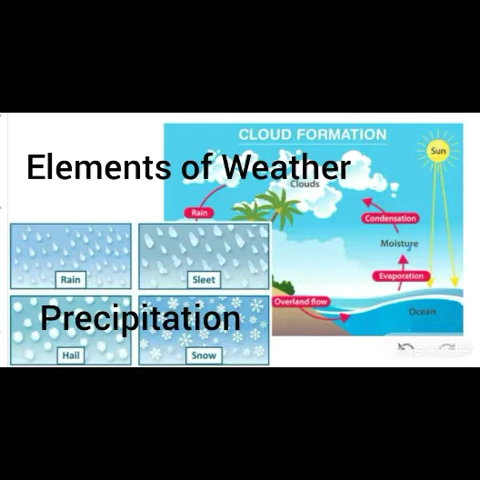 CLOUD FORMATION
Sun
Elements of Weather
Clouds
Rain
Condensation
Moisture
Rain
Sleet
Evaporation
Overland flow
Ocean
Precipitation
Hail
Snow